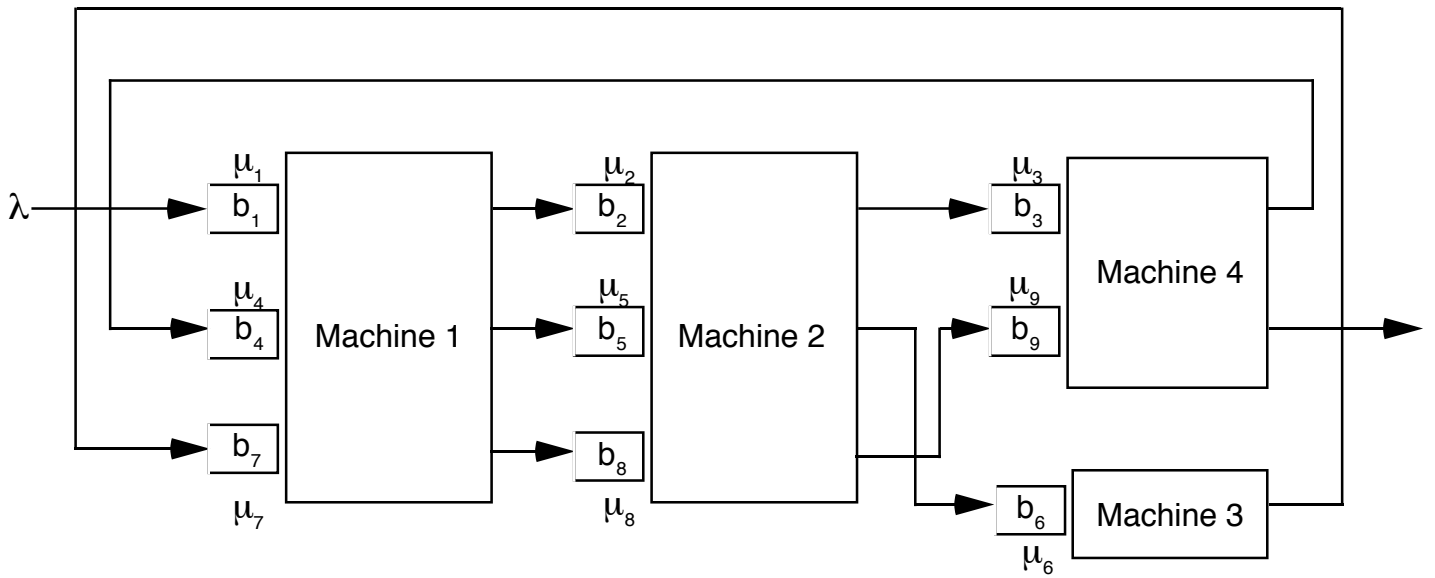 μ₁
μ₂
μ₃
λ
b₁
b₂
b₃
Machine 4
μ₄
μ₅
μ₉
b₄
Machine 1
b₅
Machine 2
b₉
b₇
b₈
μ₇
μ₈
b₆
Machine 3
μ₆